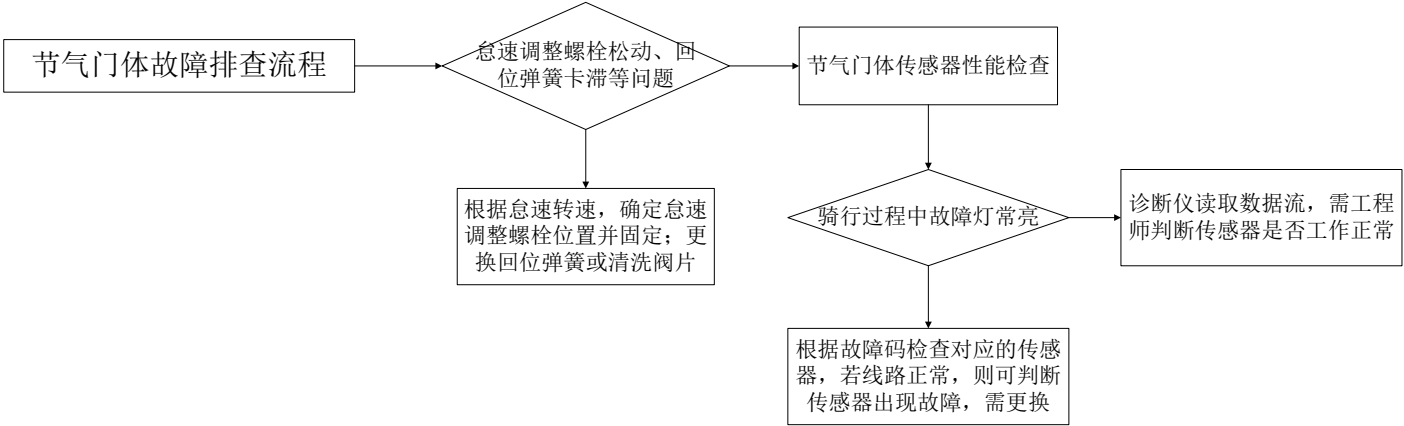 节气门体故障排查流程
怠速调整螺栓松动、回
位弹簧卡滞等问题
节气门体传感器性能检查
根据怠速转速，确定怠速
调整螺栓位置并固定；更
换回位弹簧或清洗阀片
骑行过程中故障灯常亮
诊断仪读取数据流，需工程
师判断传感器是否工作正常
根据故障码检查对应的传感
器，若线路正常，则可判断
传感器出现故障，需更换